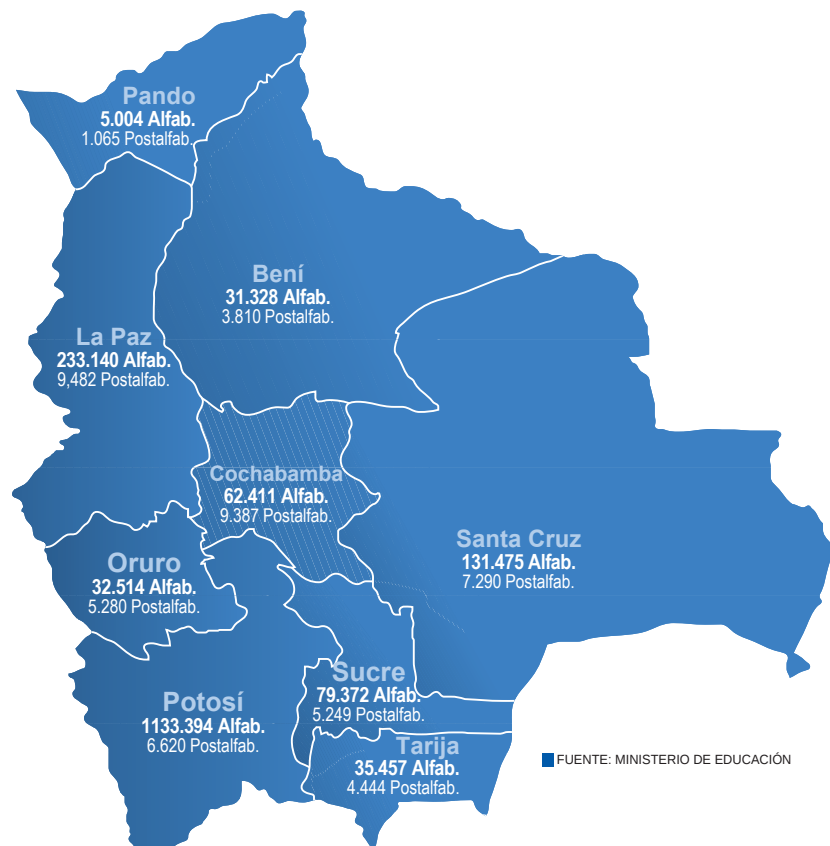 Pando
5.004 Alfab.
1.065 Postalfab.
Bení
31.328 Alfab.
3.810 Postalfab.
La Paz
233.140 Alfab.
9,482 Postalfab.
Cochabamba
62.411 Alfab.
9.387 Postalfab.
Santa Cruz
131.475 Alfab.
7.290 Postalfab.
Oruro
32.514 Alfab.
5.280 Postalfab.
Sucre
79.372 Alfab.
5.249 Postalfab.
Potosí
1133.394 Alfab.
6.620 Postalfab.
Tarija
35.457 Alfab.
4.444 Postalfab.
FUENTE: MINISTERIO DE EDUCACIÓN